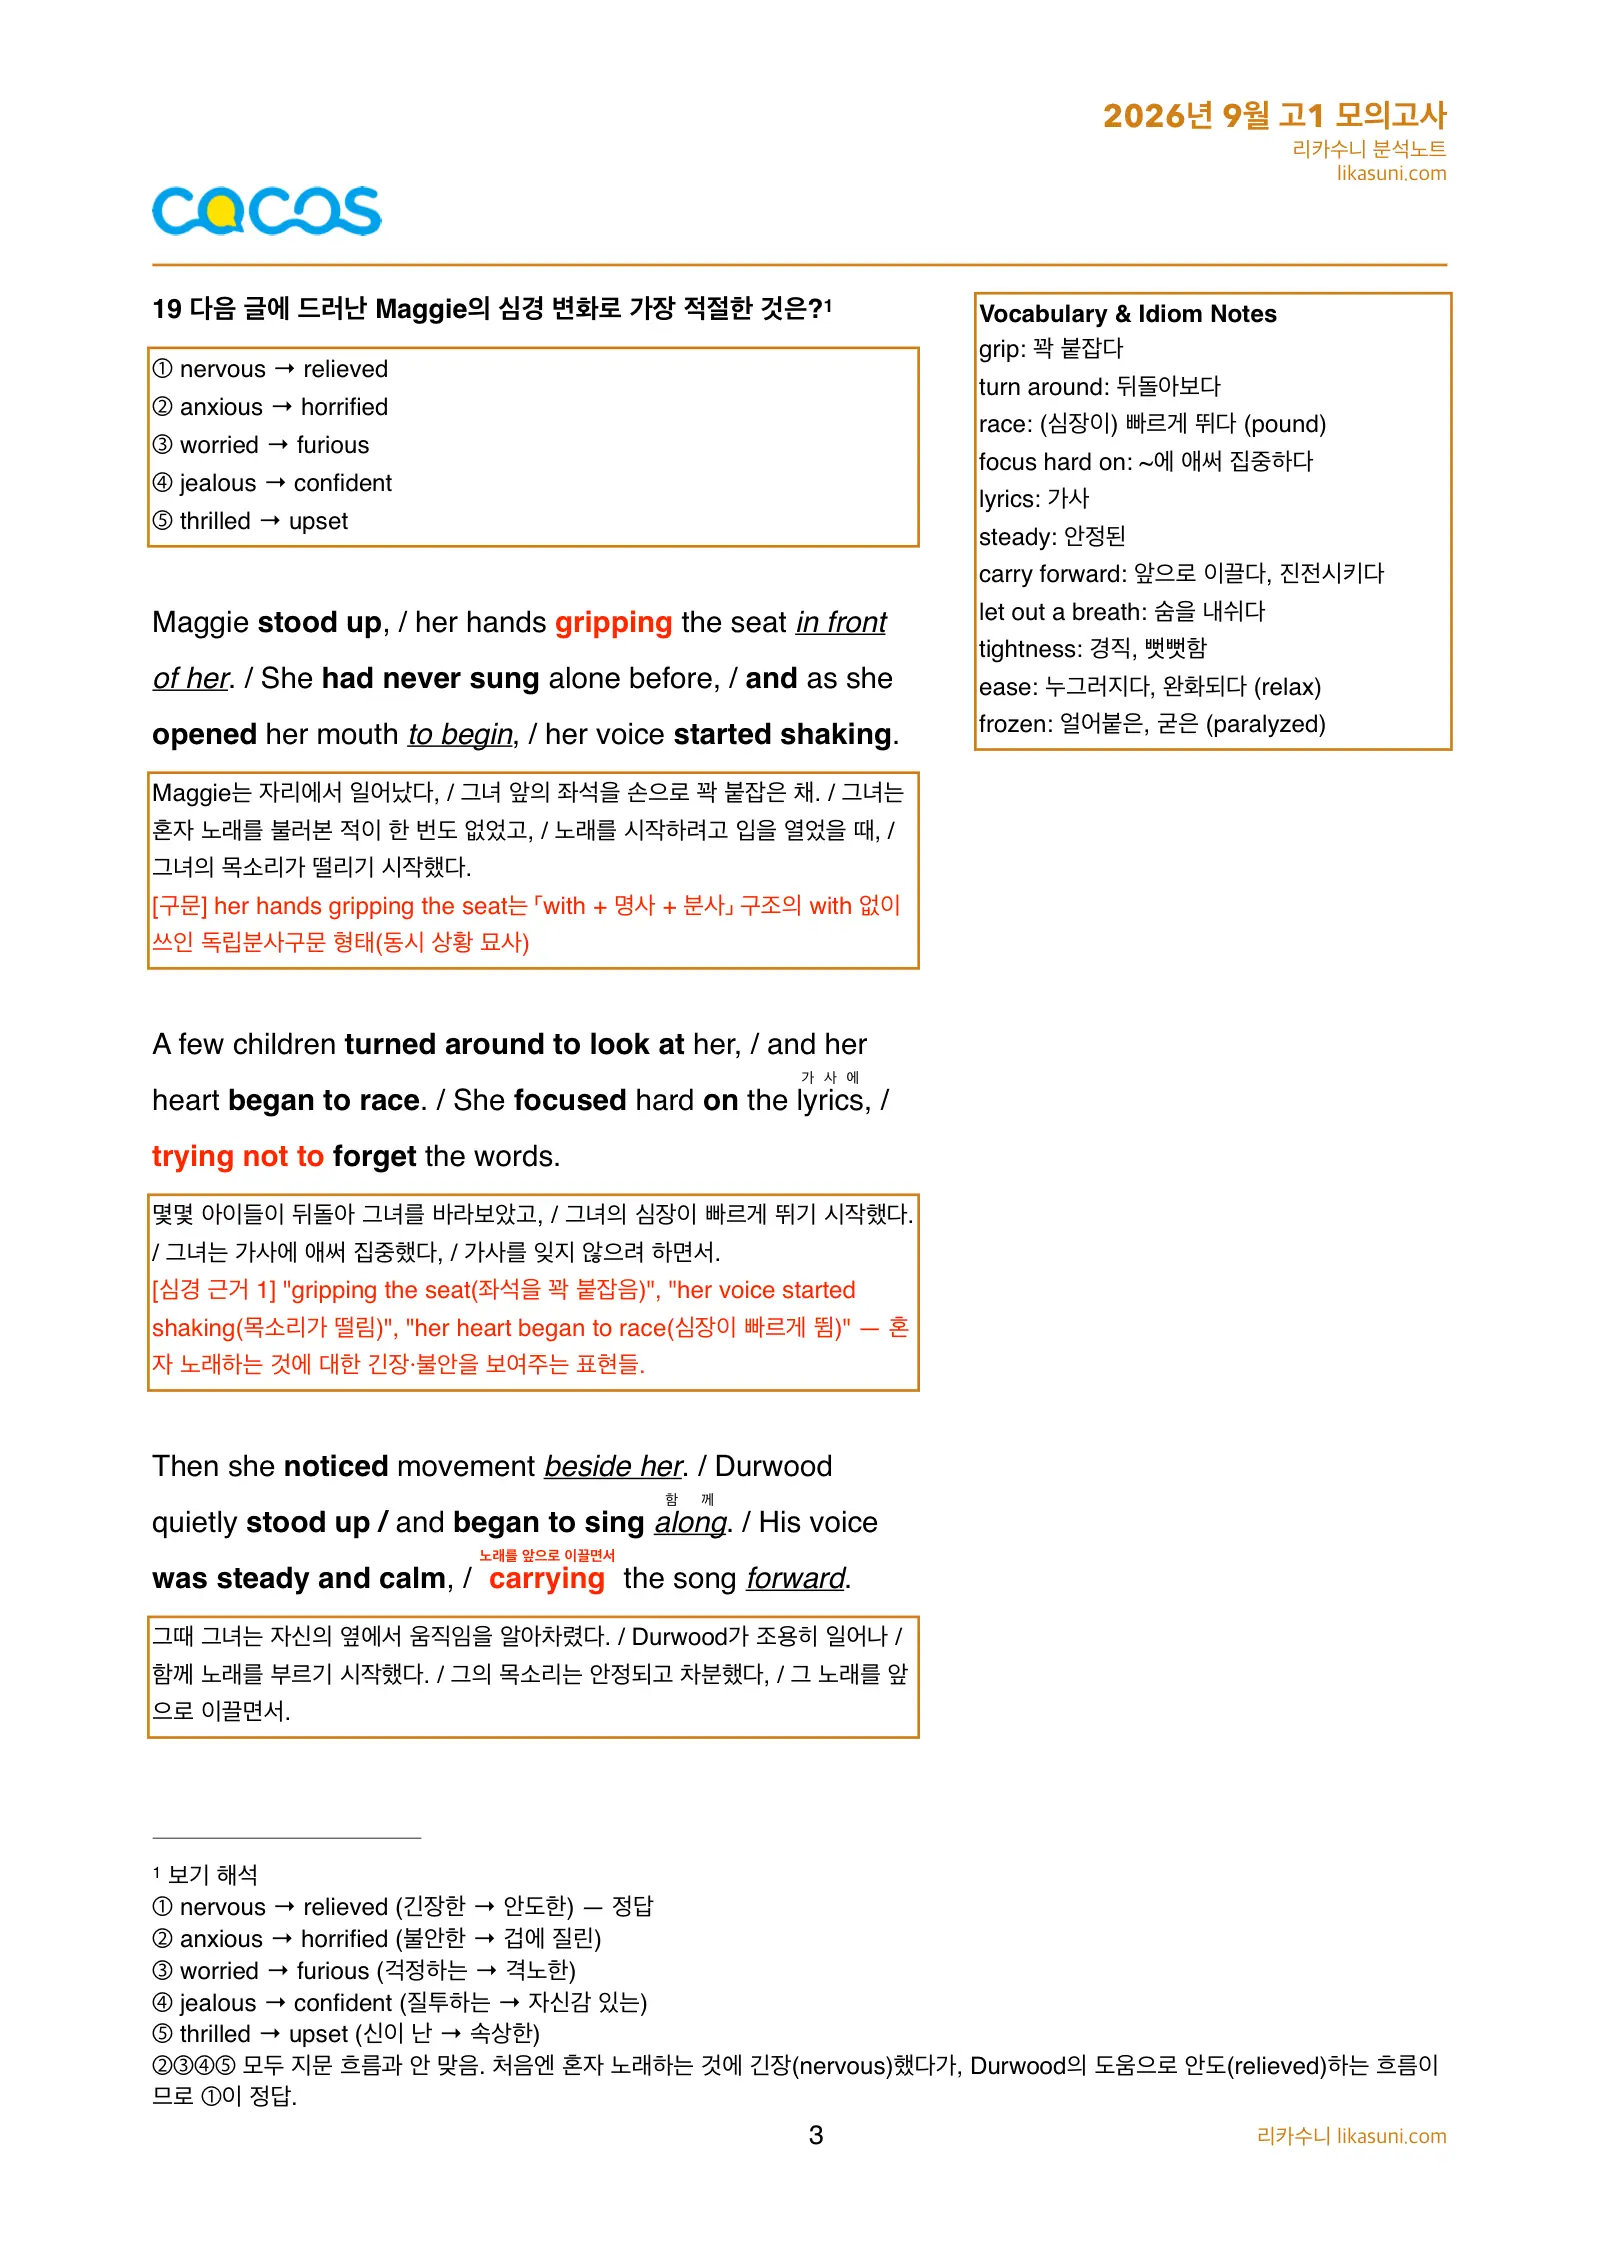 2026년 9월 고1 모의고사
리카수니 분석노트
likasuni.com
cocos
19 다음 글에 드러난 Maggie의 심경 변화로 가장 적절한 것은?¹
① nervous → relieved
② anxious → horrified
③ worried → furious
④ jealous → confident
⑤ thrilled → upset
Maggie stood up, / her hands gripping the seat in front
of her. / She had never sung alone before, / and as she
opened her mouth to begin, / her voice started shaking.
Maggie는 자리에서 일어났다, / 그녀 앞의 좌석을 손으로 꽉 붙잡은 채. / 그녀는
혼자 노래를 불러본 적이 한 번도 없었고, / 노래를 시작하려고 입을 열었을 때, /
그녀의 목소리가 떨리기 시작했다.
[구문] her hands gripping the seat는 「with + 명사 + 분사」 구조의 with 없이
쓰인 독립분사구문 형태(동시 상황 묘사)
A few children turned around to look at her, / and her
가 사 에
heart began to race. / She focused hard on the lyrics, /
trying not to forget the words.
몇몇 아이들이 뒤돌아 그녀를 바라보았고, / 그녀의 심장이 빠르게 뛰기 시작했다.
/ 그녀는 가사에 애써 집중했다, / 가사를 잊지 않으려 하면서.
[심경 근거 1] "gripping the seat(좌석을 꽉 붙잡음)", "her voice started
shaking(목소리가 떨림)", "her heart began to race(심장이 빠르게 뜀)" — 혼
자 노래하는 것에 대한 긴장·불안을 보여주는 표현들.
Then she noticed movement beside her. / Durwood
함 께
quietly stood up / and began to sing along. / His voice
노래를 앞으로 이끌면서
was steady and calm, / carrying the song forward.
그때 그녀는 자신의 옆에서 움직임을 알아차렸다. / Durwood가 조용히 일어나 /
함께 노래를 부르기 시작했다. / 그의 목소리는 안정되고 차분했다, / 그 노래를 앞
으로 이끌면서.
Vocabulary & Idiom Notes
grip: 꽉 붙잡다
turn around: 뒤돌아보다
race: (심장이) 빠르게 뛰다 (pound)
focus hard on: ~에 애써 집중하다
lyrics: 가사
steady: 안정된
carry forward: 앞으로 이끌다, 진전시키다
let out a breath: 숨을 내쉬다
tightness: 경직, 뻣뻣함
ease: 누그러지다, 완화되다 (relax)
frozen: 얼어붙은, 굳은 (paralyzed)
¹ 보기 해석
① nervous → relieved (긴장한 → 안도한) — 정답
② anxious → horrified (불안한 → 겁에 질린)
③ worried → furious (걱정하는 → 격노한)
④ jealous → confident (질투하는 → 자신감 있는)
⑤ thrilled → upset (신이 난 → 속상한)
②③④⑤ 모두 지문 흐름과 안 맞음. 처음엔 혼자 노래하는 것에 긴장(nervous)했다가, Durwood의 도움으로 안도(relieved)하는 흐름이
므로 ①이 정답.
3
리카수니 likasuni.com